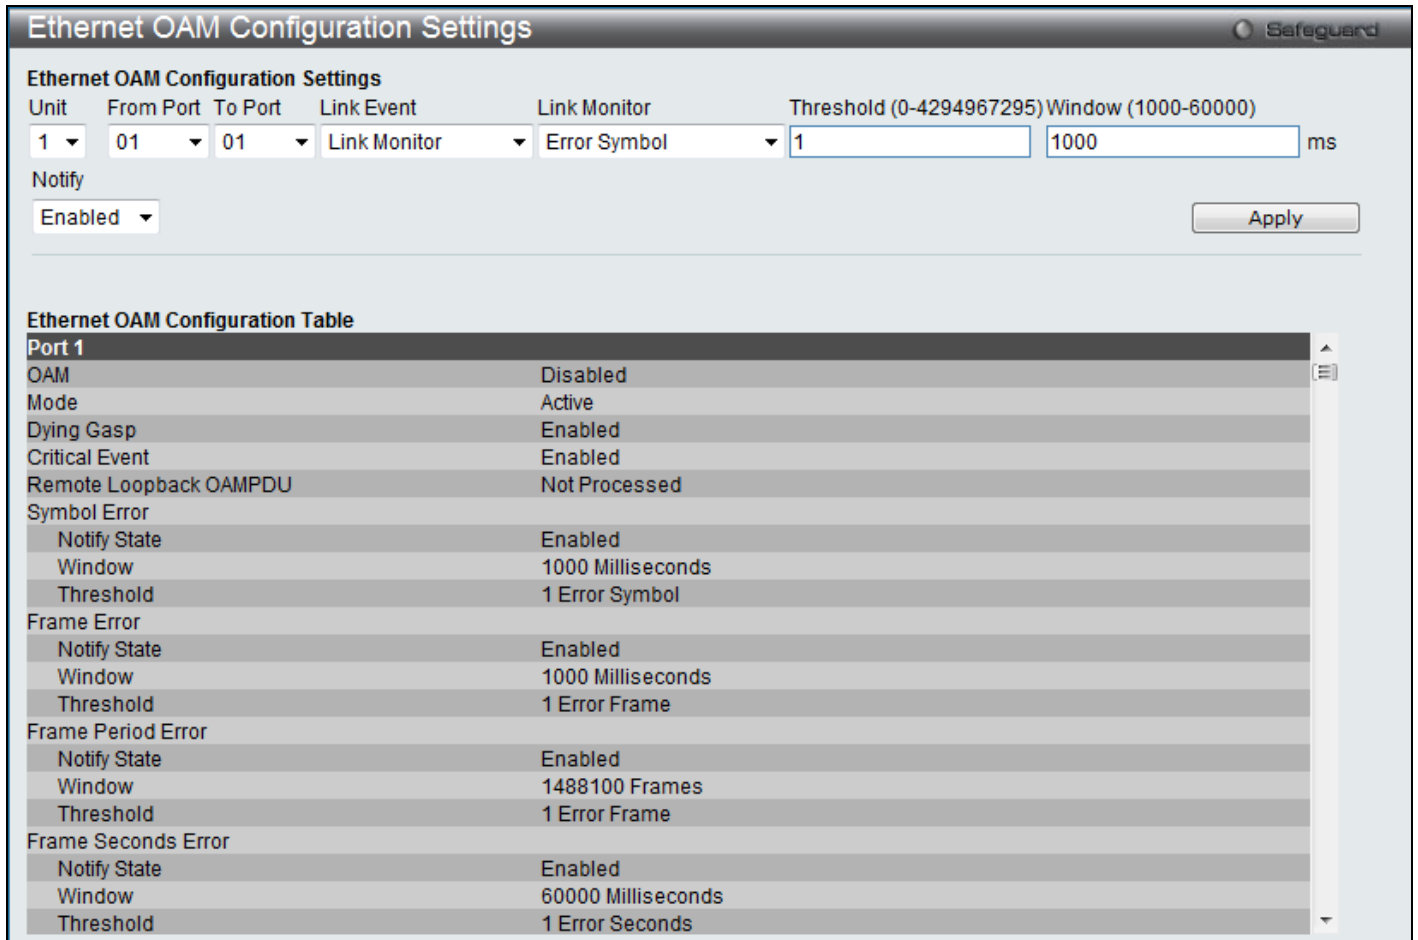 Ethernet OAM Configuration Settings
Safeguard
Ethernet OAM Configuration Settings
Unit From Port To Port Link Event Link Monitor Threshold (0-4294967295) Window (1000-60000)
1 01 01 Link Monitor Error Symbol 1 1000 ms
Notify
Enabled Apply
Ethernet OAM Configuration Table
Port 1
OAM Disabled
Mode Active
Dying Gasp Enabled
Critical Event Enabled
Remote Loopback OAMPDU Not Processed
Symbol Error
Notify State Enabled
Window 1000 Milliseconds
Threshold 1 Error Symbol
Frame Error
Notify State Enabled
Window 1000 Milliseconds
Threshold 1 Error Frame
Frame Period Error
Notify State Enabled
Window 1488100 Frames
Threshold 1 Error Frame
Frame Seconds Error
Notify State Enabled
Window 60000 Milliseconds
Threshold 1 Error Seconds